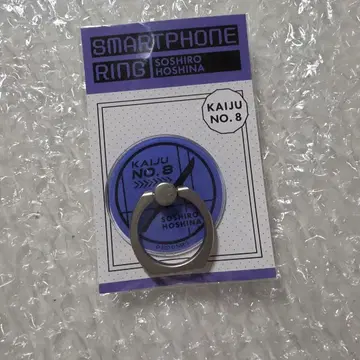 SMARTPHONE
RING
SOSHIRO
HOSHINA
KAIJU
NO. 8
KAIJU
NO. 8
SOSHIRO
HOSHINA